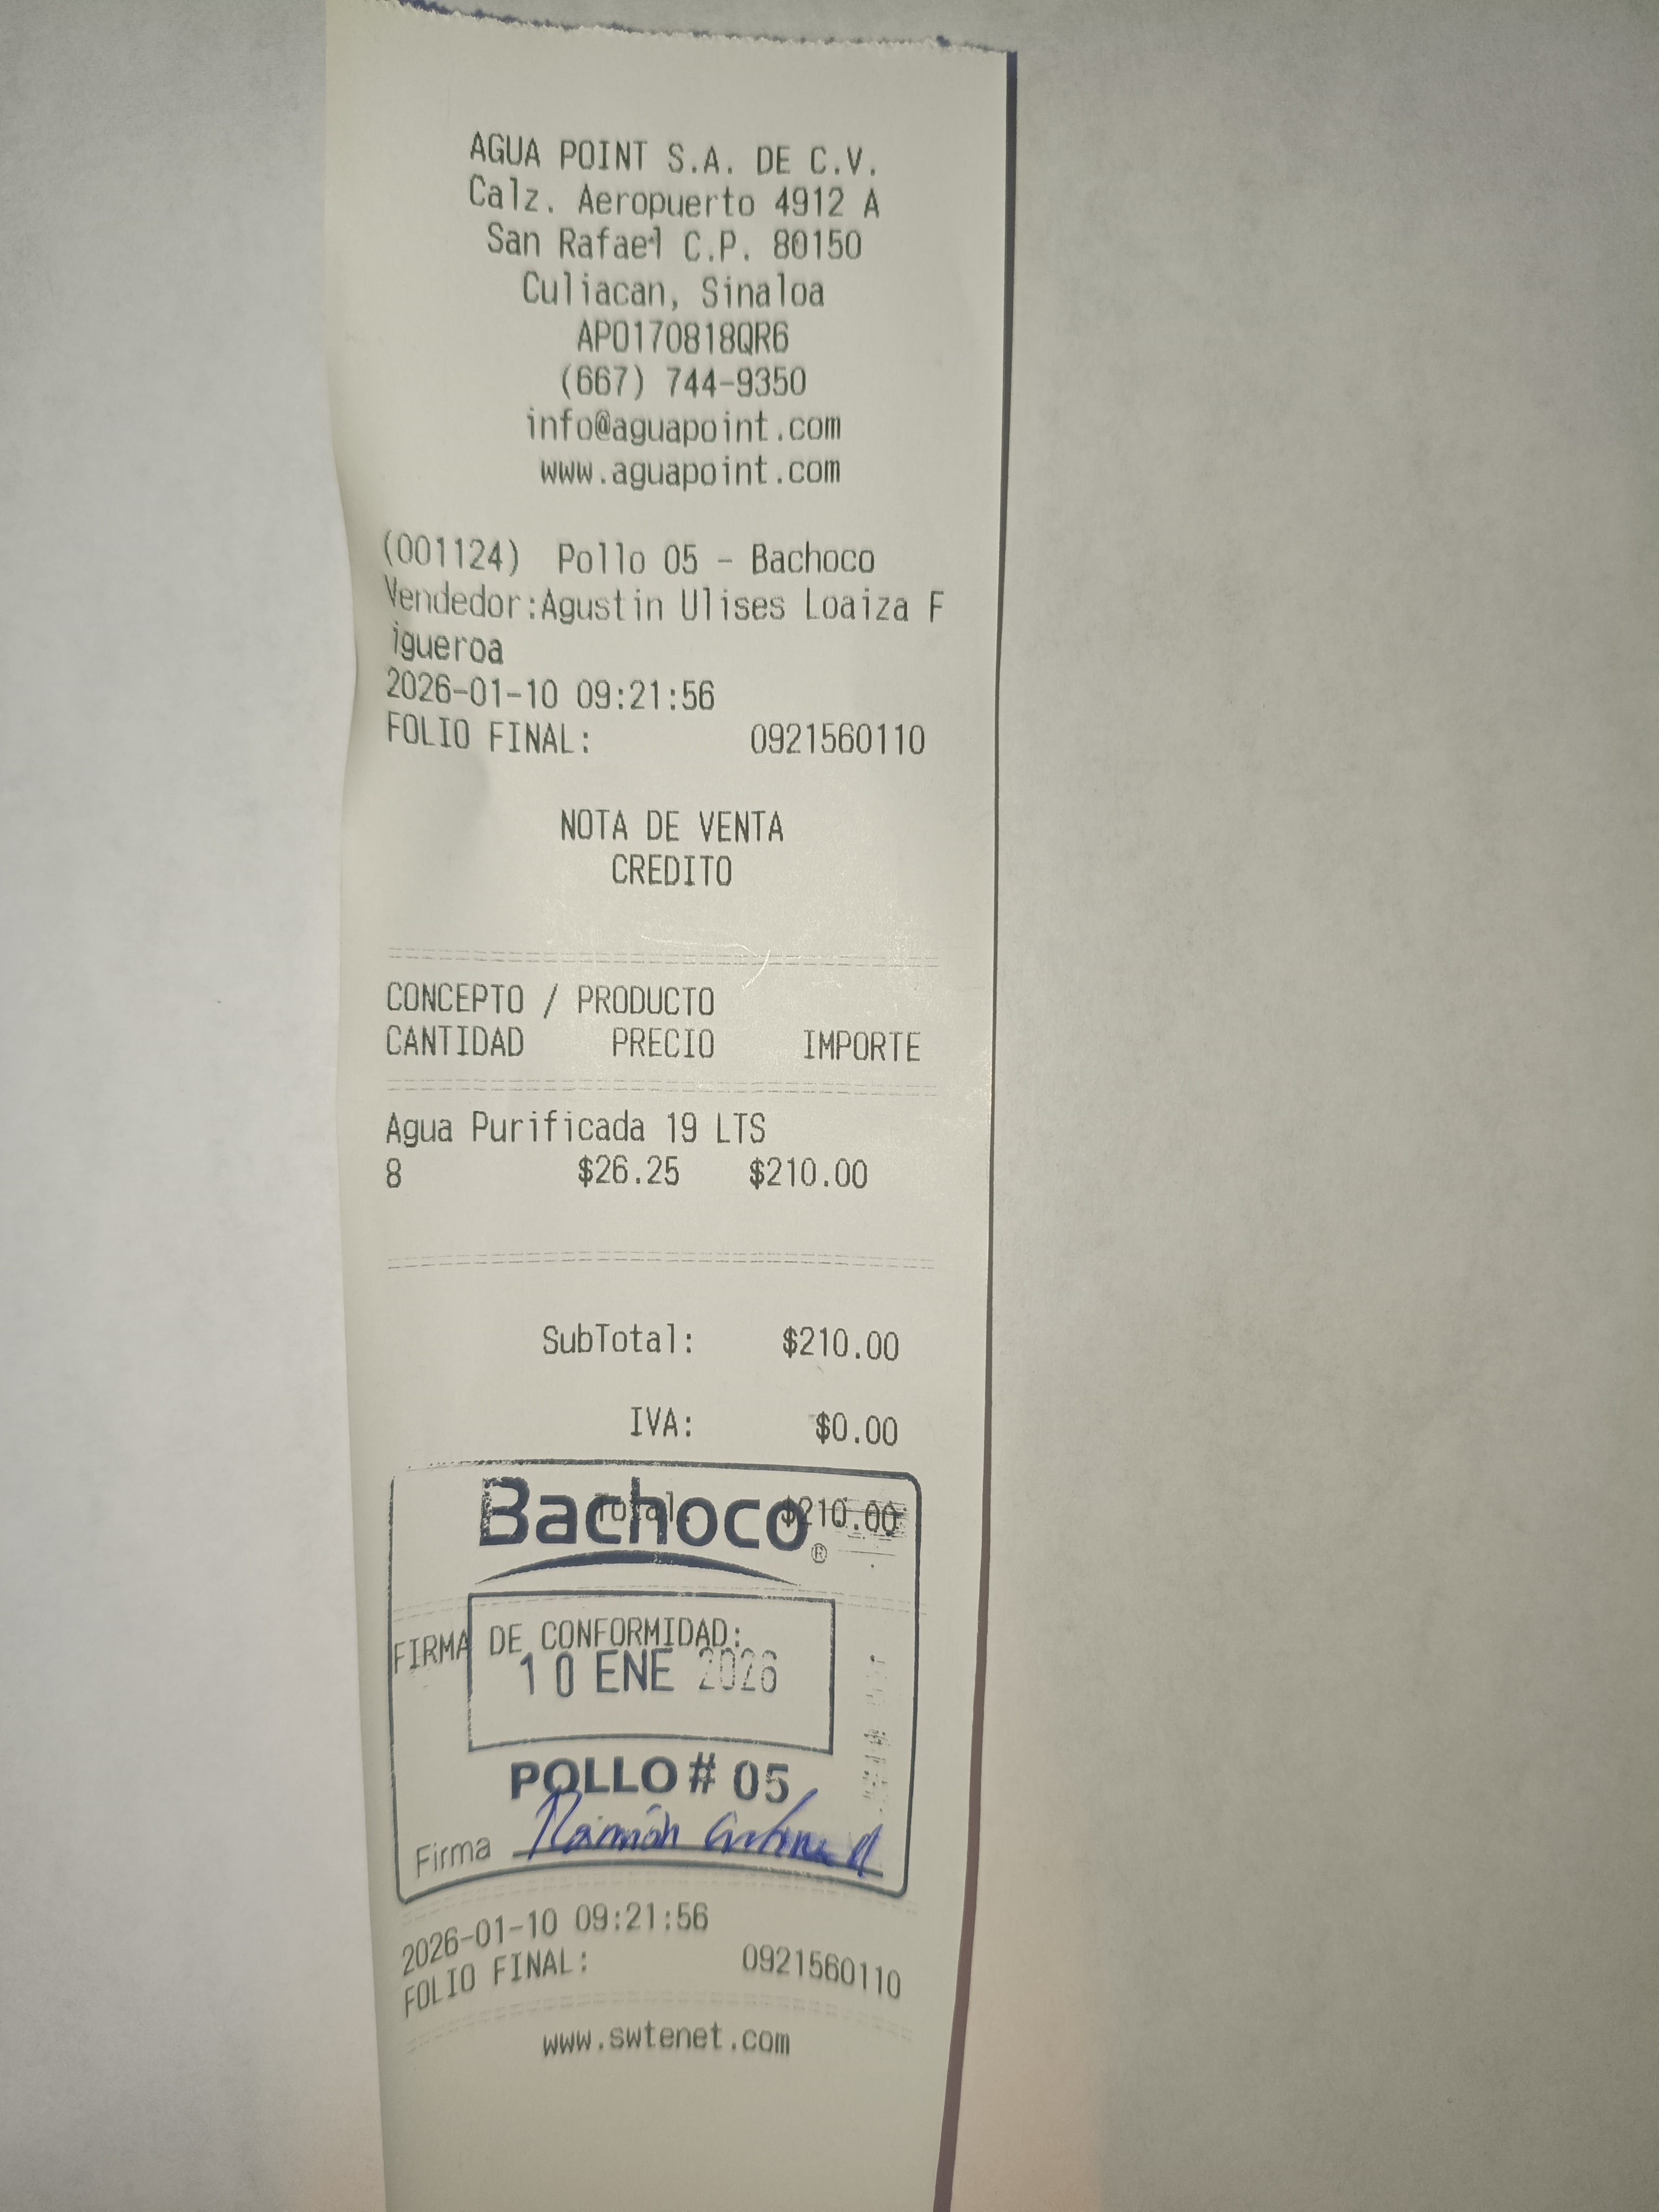 AGUA POINT S.A. DE C.V.
Calz. Aeropuerto 4912 A
San Rafael C.P. 80150
Culiacan, Sinaloa
APO170818QR6
(667) 744-9350
info@aguapoint.com
www.aguapoint.com
(001124) Pollo 05 - Bachoco
Vendedor:Agustin Ulises Loaiza F
igueroa
2026-01-10 09:21:56
FOLIO FINAL: 0921560110
NOTA DE VENTA
CREDITO
CONCEPTO / PRODUCTO
CANTIDAD PRECIO IMPORTE
Agua Purificada 19 LTS
8 $26.25 $210.00
SubTotal: $210.00
IVA: $0.00
Total: $210.00
Bachoco®
FIRMA DE CONFORMIDAD:
10 ENE 2026
POLLO # 05
Firma Ramón
2026-01-10 09:21:56
FOLIO FINAL: 0921560110
www.swtenet.com